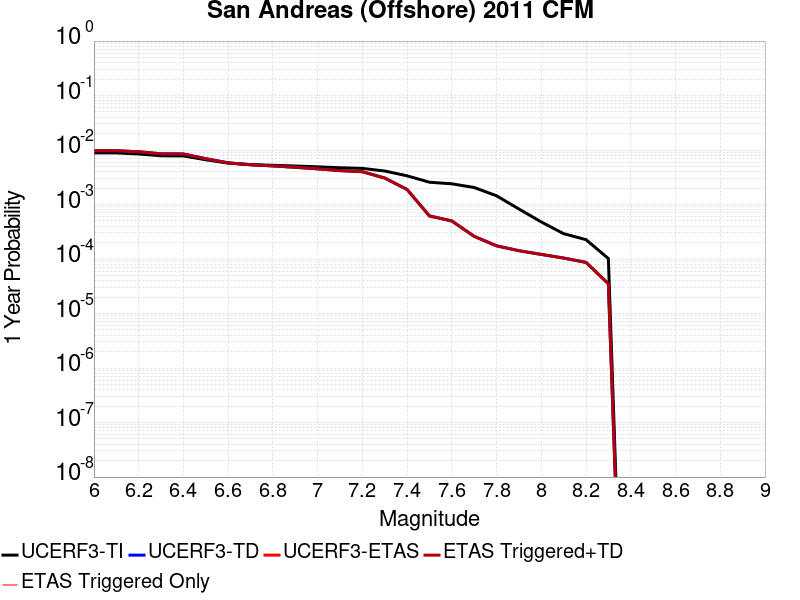 San Andreas (Offshore) 2011 CFM
10^0
10^-1
10^-2
10^-3
10^-4
10^-5
10^-6
10^-7
10^-8
1 Year Probability
6 6.2 6.4 6.6 6.8 7 7.2 7.4 7.6 7.8 8 8.2 8.4 8.6 8.8 9
Magnitude
UCERF3-TI UCERF3-TD UCERF3-ETAS ETAS Triggered+TD
ETAS Triggered Only